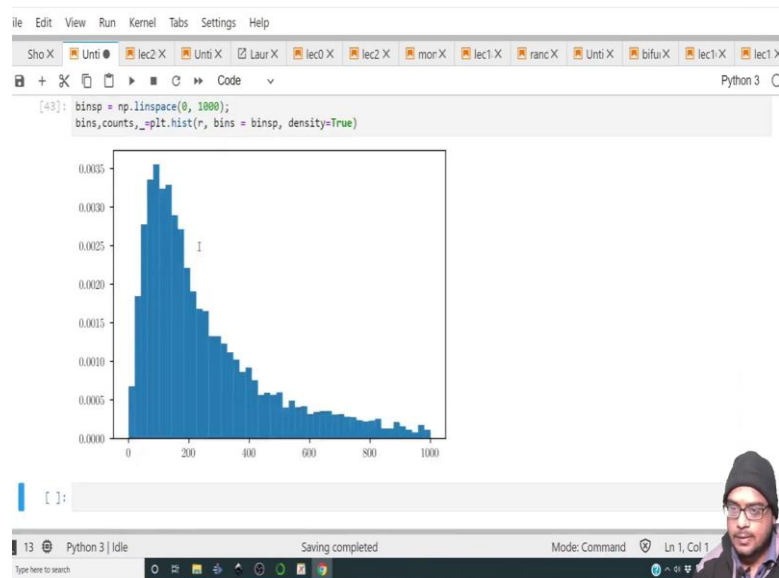 ile Edit View Run Kernel Tabs Settings Help
Sho X Unti lec2 X Unti X Laur X lec0 X lec2 X mor X lec1 X ranc X Unti X bifu X lec1 X lec1 X
Code Python 3
[43]: binsp = np.linspace(0, 1000);
bins,counts,_=plt.hist(r, bins = binsp, density=True)
0.0035
0.0030
0.0025
0.0020
0.0015
0.0010
0.0005
0.0000
0 200 400 600 800 1000
[ ]:
13 Python 3 | Idle Saving completed Mode: Command Ln 1, Col 1
Type here to search